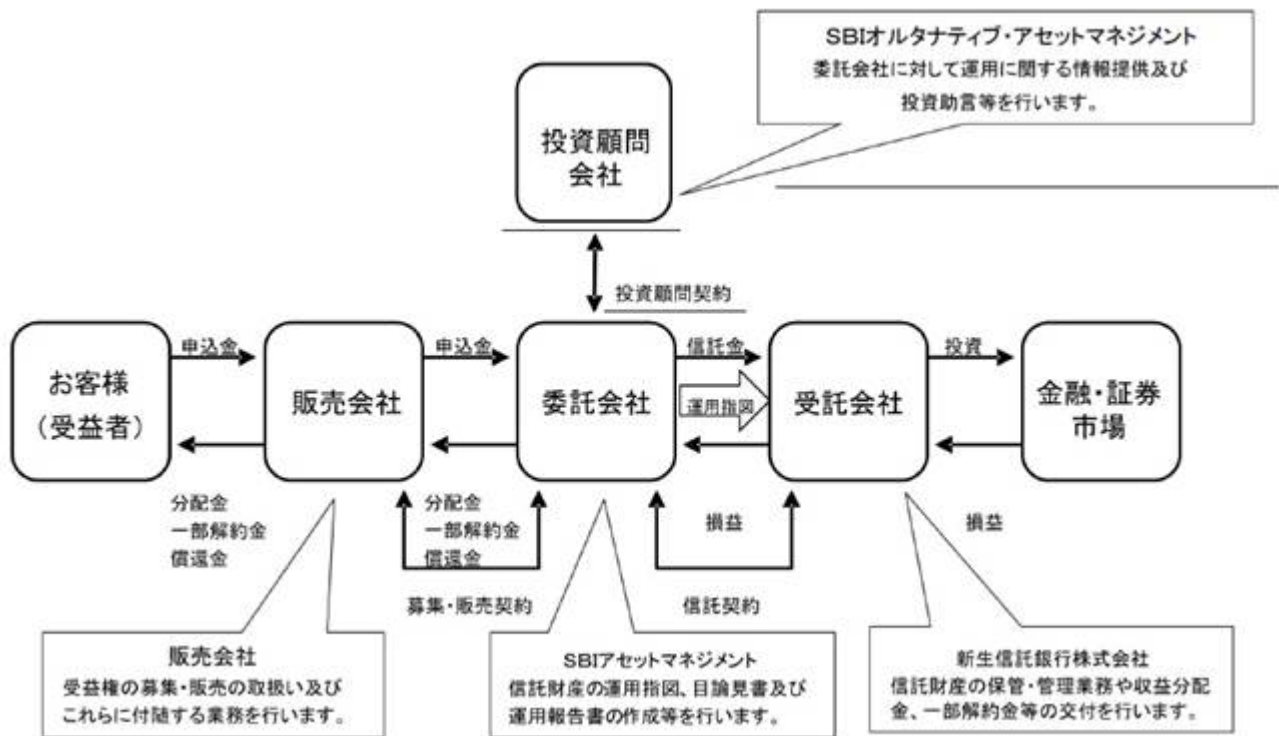 SBIオルタナティブ・アセットマネジメント
委託会社に対して運用に関する情報提供及び
投資助言等を行います。
投資顧問
会社
投資顧問契約
お客様
（受益者）
申込金
販売会社
申込金
委託会社
信託金
運用指図
受託会社
投資
金融・証券
市場
分配金
一部解約金
償還金
分配金
一部解約金
償還金
損益
損益
募集・販売契約
信託契約
販売会社
受益権の募集・販売の取扱い及び
これらに付随する業務を行います。
SBIアセットマネジメント
信託財産の運用指図、目論見書及び
運用報告書の作成等を行います。
新生信託銀行株式会社
信託財産の保管・管理業務や収益分配
金、一部解約金等の交付を行います。